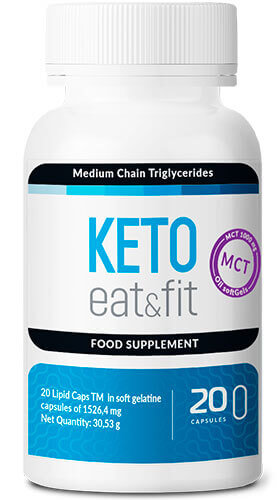 Medium Chain Triglycerides
KETO
eat&fit
MCT 1000 mg
MCT
Oil softGels
FOOD SUPPLEMENT
20 Lipid Caps TM in soft gelatine
capsules of 1526,4 mg
Net Quantity: 30,53 g
20
CAPSULES